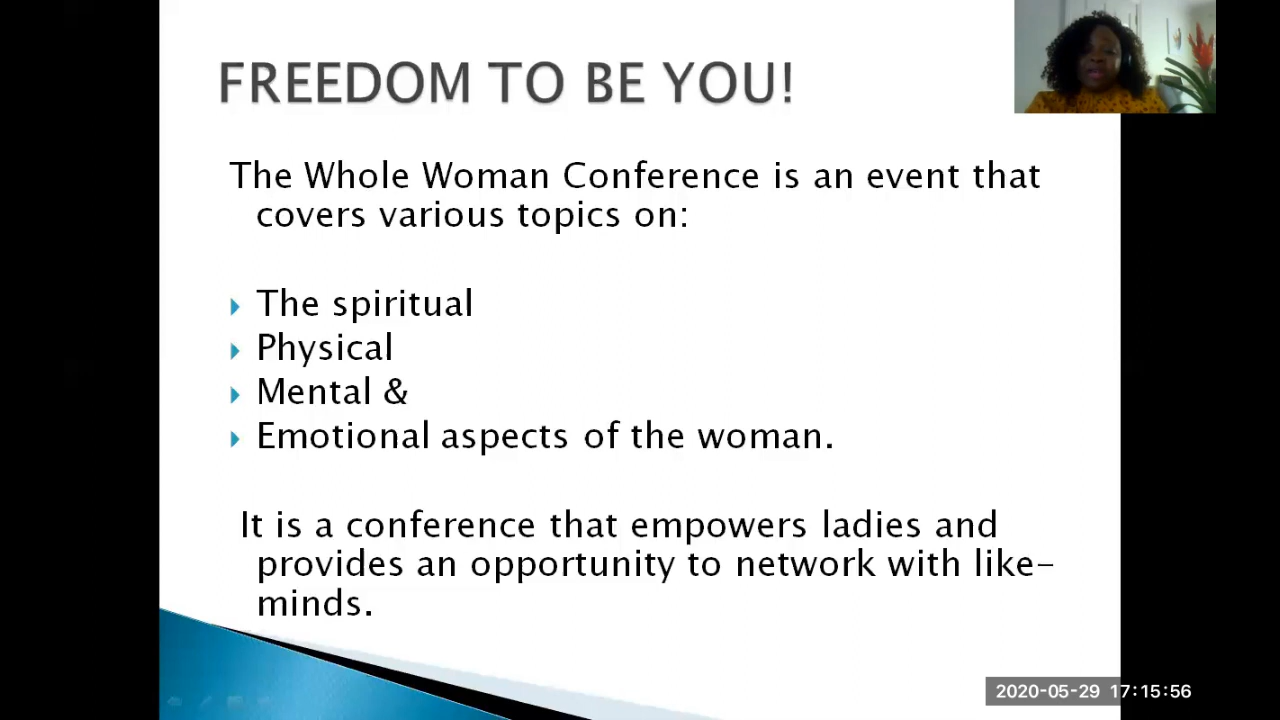 FREEDOM TO BE YOU!
The Whole Woman Conference is an event that
covers various topics on:
The spiritual
Physical
Mental &
Emotional aspects of the woman.
It is a conference that empowers ladies and
provides an opportunity to network with like-
minds.
2020-05-29 17:15:56